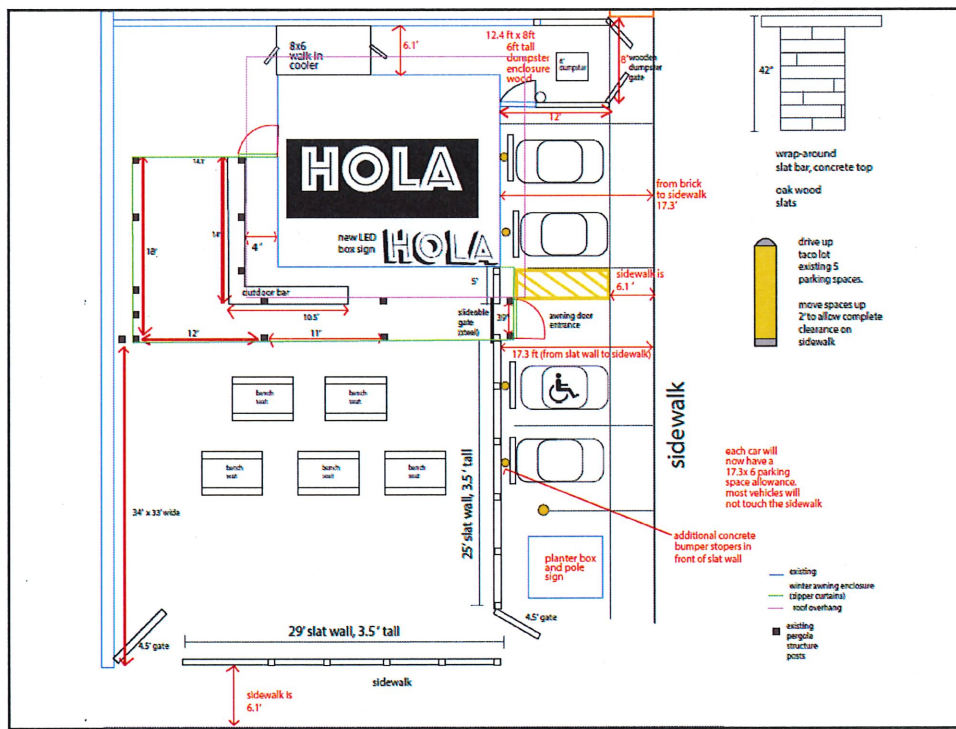 8x6
walk-in
cooler
6.1'
12.4 ft x 8ft
6ft tall
dumpster
enclosure
wood
6'
dumpster
8'
wooden
dumpster
gate
12'
42"
wrap-around
slat bar, concrete top
oak wood
slats
from brick
to sidewalk
17.3'
HOLA
new LED
box sign
HOLA
14'
18'
4"
outdoor bar
10.5'
12'
11'
5'
slideable
gate
(steel)
39"
awning door
entrance
sidewalk is
6.1'
17.3 ft (from slat wall to sidewalk)
drive up
taco lot
existing 5
parking spaces.
move spaces up
2' to allow complete
clearance on
sidewalk
sidewalk
bench
seat
bench
seat
bench
seat
bench
seat
bench
seat
34' x 33' wide
25' slat wall, 3.5' tall
each car will
now have a
17.3x 6 parking
space allowance.
most vehicles will
not touch the sidewalk
additional concrete
bumper stopers in
front of slat wall
planter box
and pole
sign
4.5' gate
4.5' gate
29' slat wall, 3.5' tall
sidewalk
sidewalk is
6.1'
existing
winter awning enclosure
(zipper curtains)
roof overhang
existing
pergola
structure
posts